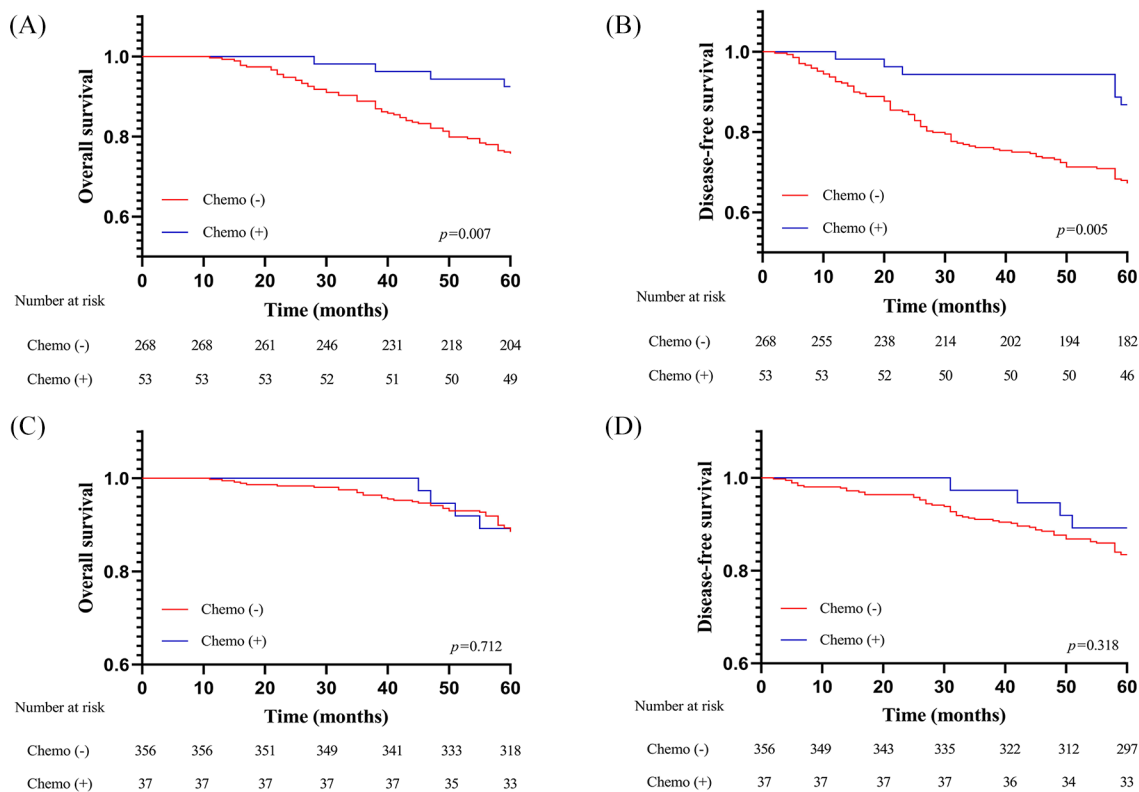 (A)
Overall survival
1.0
0.8
0.6
Chemo (-)
Chemo (+)
p=0.007
0 10 20 30 40 50 60
Time (months)
Number at risk
Chemo (-) 268 268 261 246 231 218 204
Chemo (+) 53 53 53 52 51 50 49
(B)
Disease-free survival
1.0
0.8
0.6
Chemo (-)
Chemo (+)
p=0.005
0 10 20 30 40 50 60
Time (months)
Number at risk
Chemo (-) 268 255 238 214 202 194 182
Chemo (+) 53 53 52 50 50 50 46
(C)
Overall survival
1.0
0.8
0.6
Chemo (-)
Chemo (+)
p=0.712
0 10 20 30 40 50 60
Time (months)
Number at risk
Chemo (-) 356 356 351 349 341 333 318
Chemo (+) 37 37 37 37 37 35 33
(D)
Disease-free survival
1.0
0.8
0.6
Chemo (-)
Chemo (+)
p=0.318
0 10 20 30 40 50 60
Time (months)
Number at risk
Chemo (-) 356 349 343 335 322 312 297
Chemo (+) 37 37 37 37 36 34 33